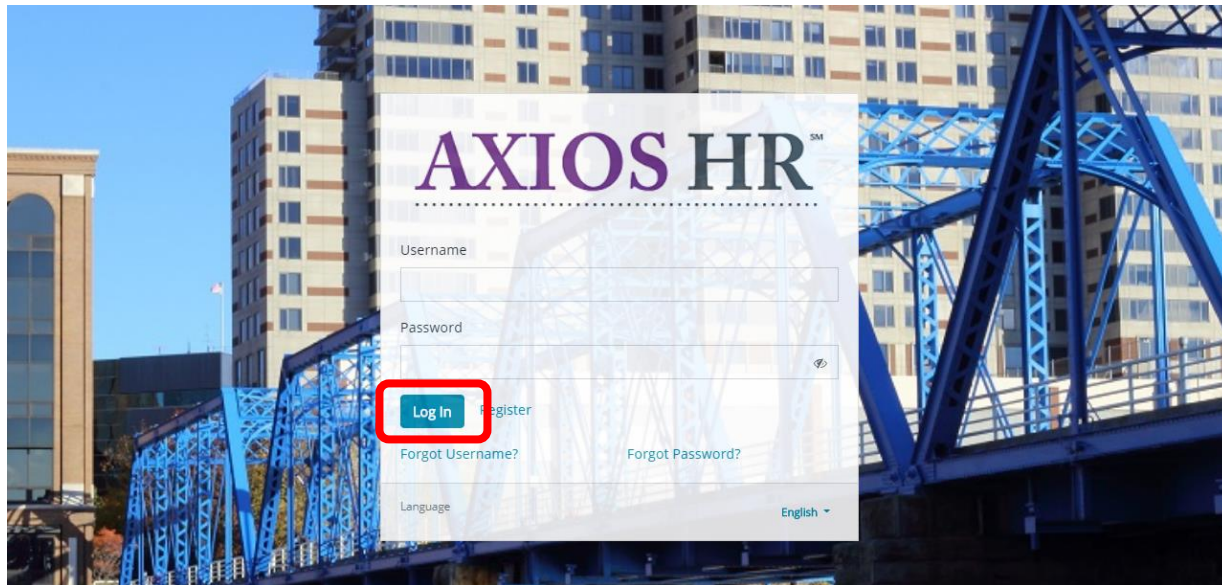 AXIOS HR℠
Username
Password
Log In Register
Forgot Username? Forgot Password?
Language English